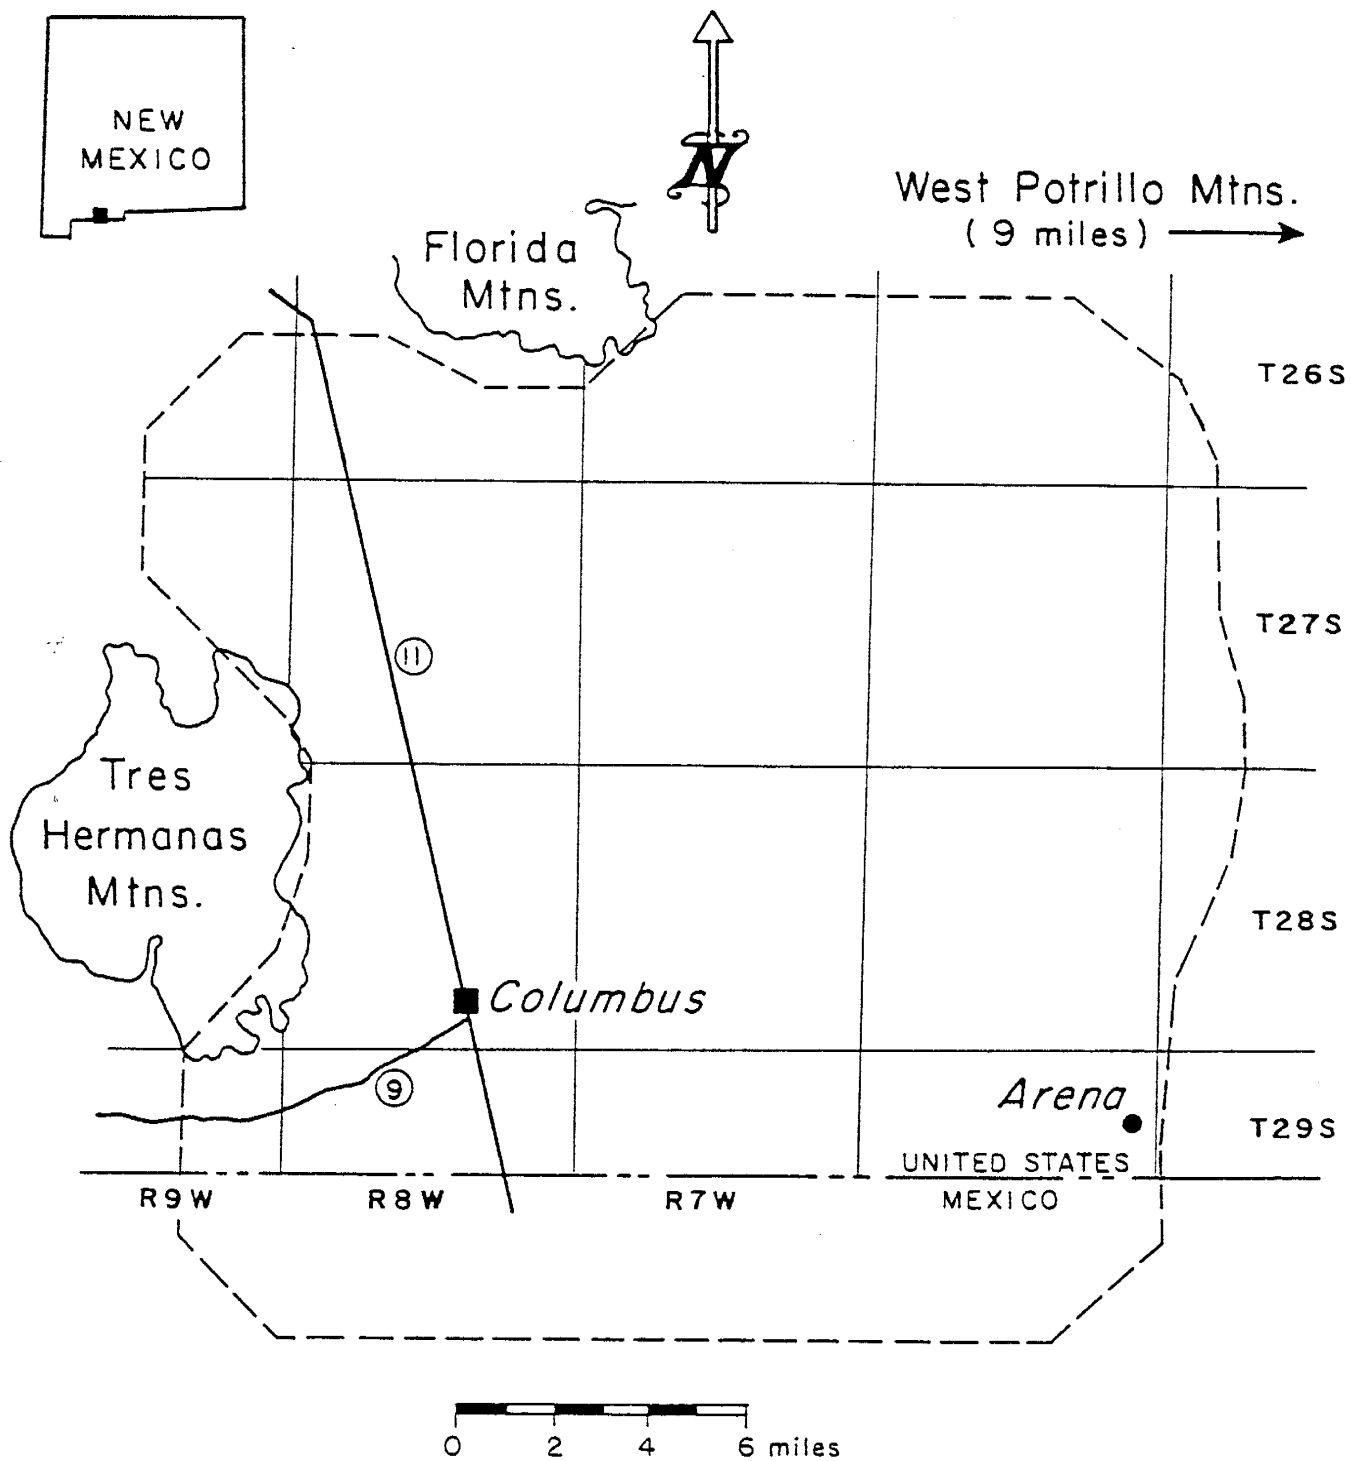 NEW
MEXICO
N
West Potrillo Mtns.
( 9 miles )
Florida
Mtns.
T26S
T27S
11
Tres
Hermanas
Mtns.
T28S
Columbus
9
Arena
T29S
UNITED STATES
R9W R8W R7W MEXICO
0 2 4 6 miles